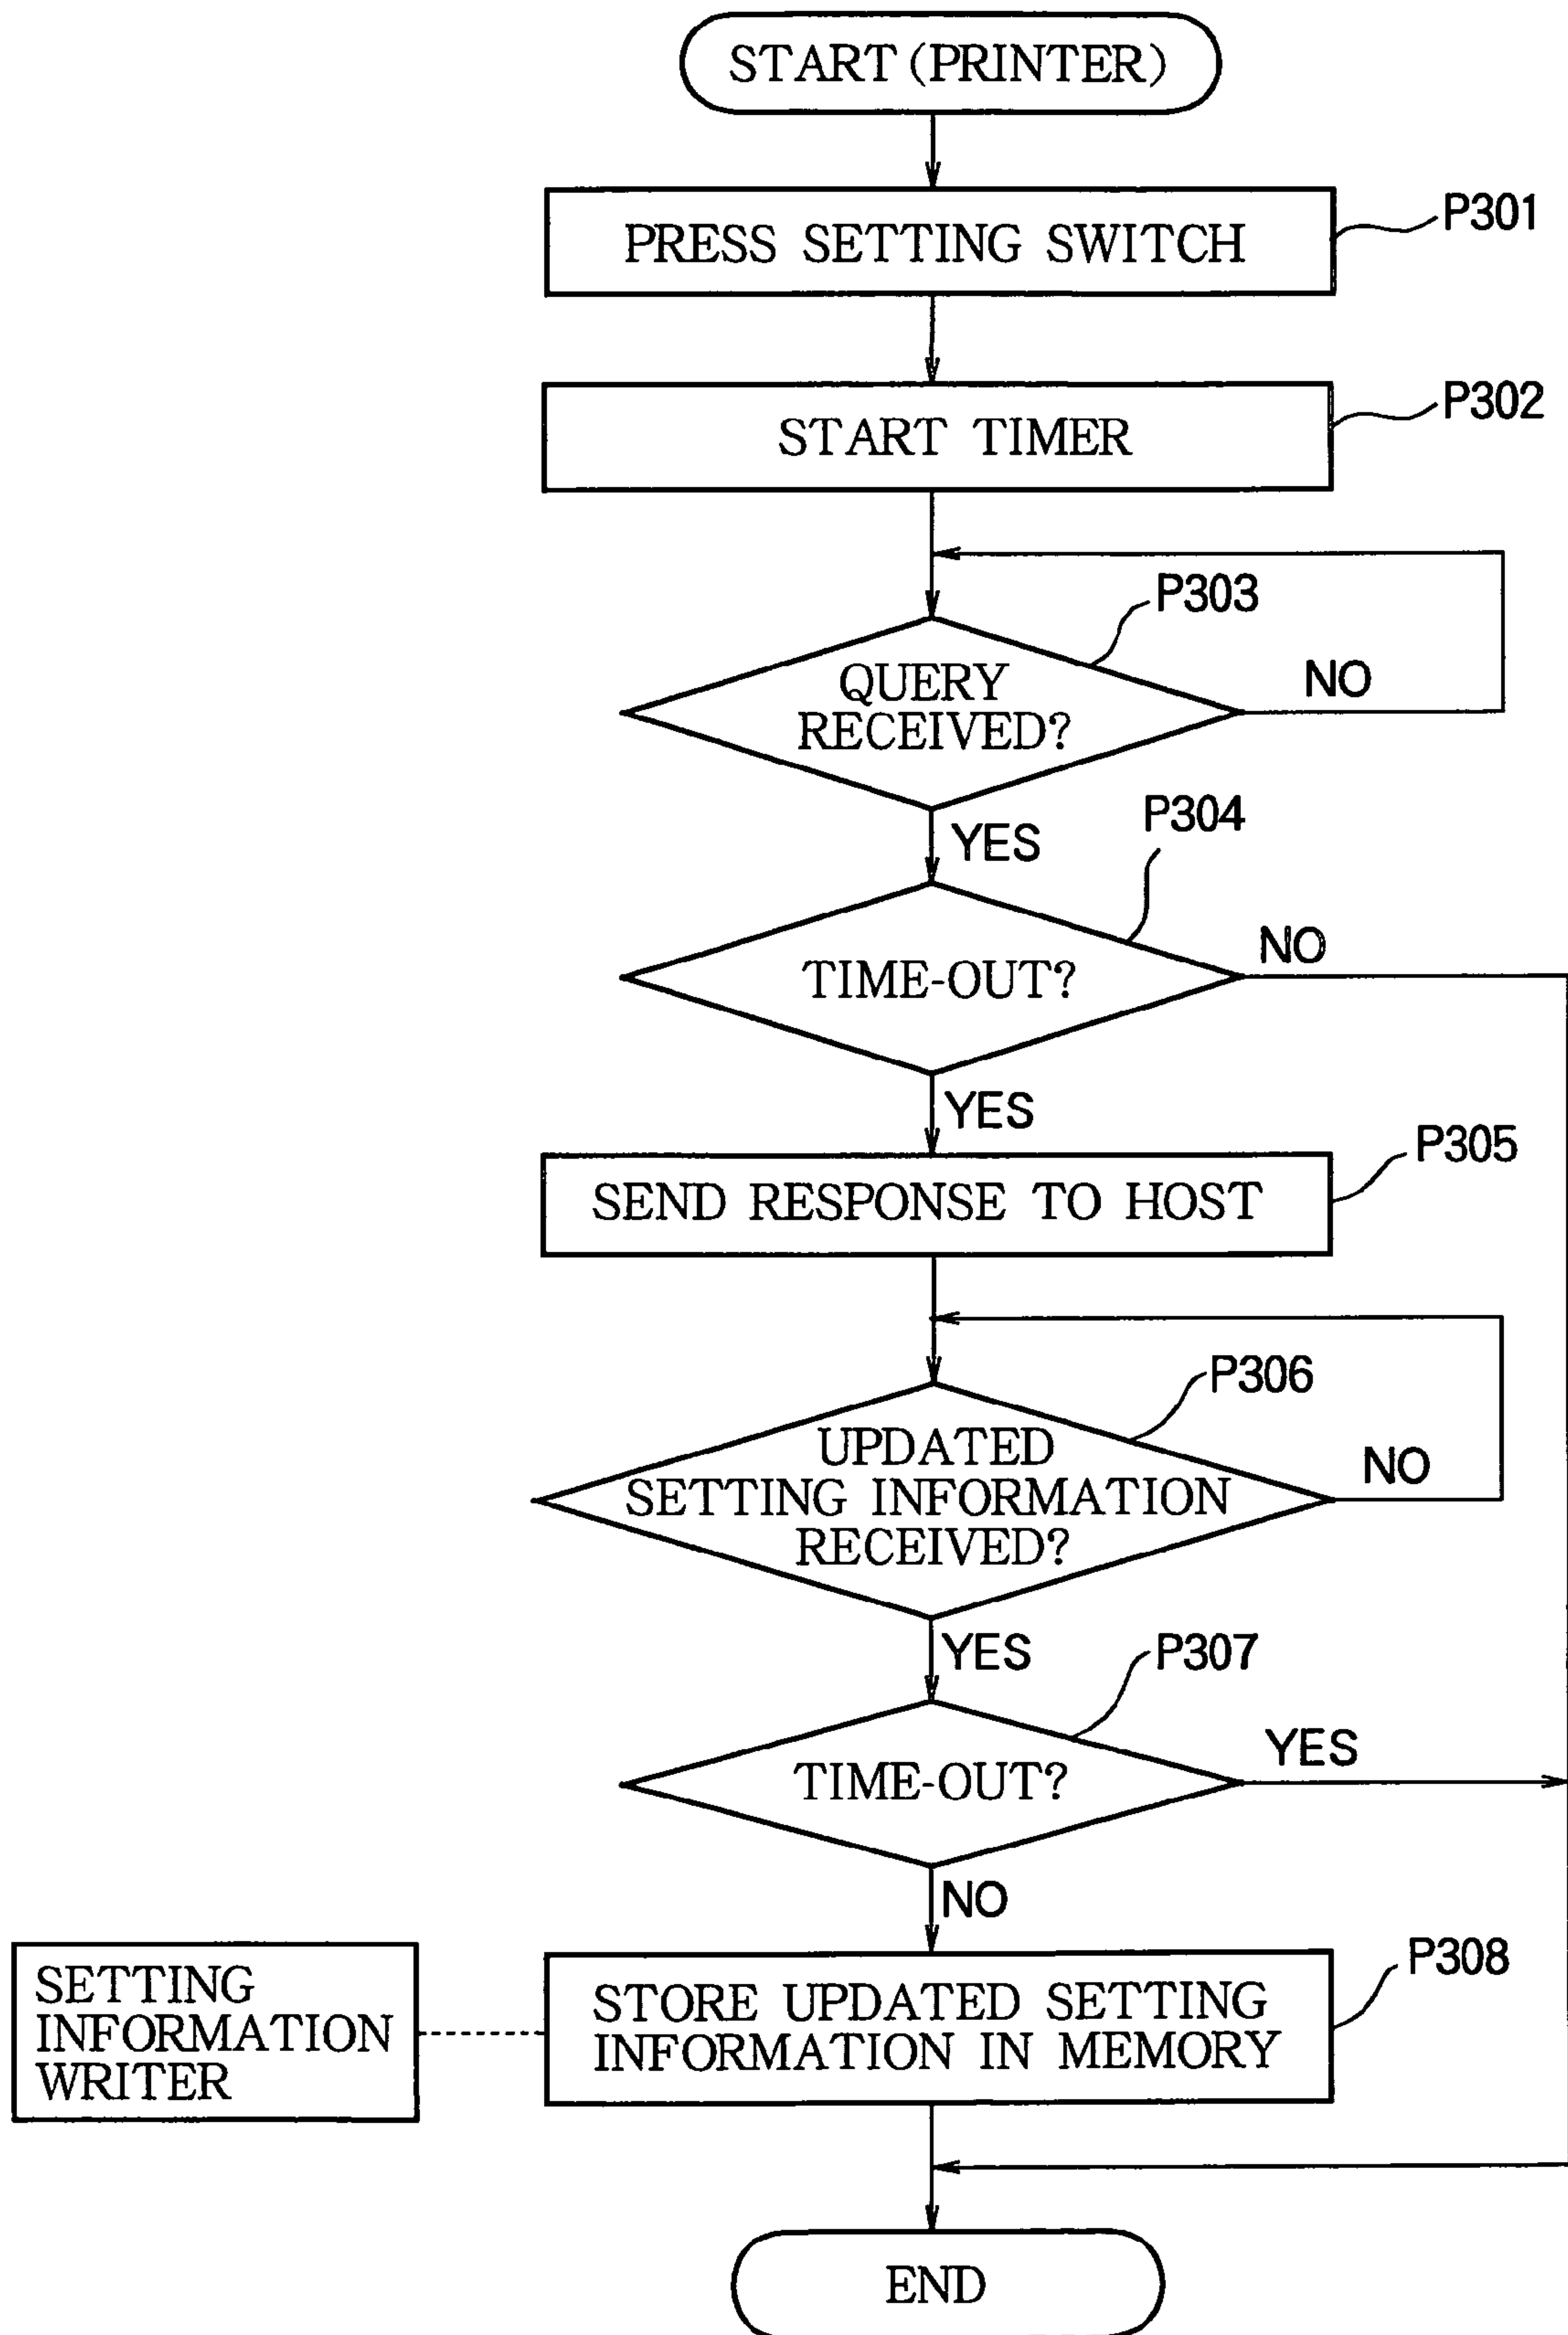 START (PRINTER)
PRESS SETTING SWITCH
P301
START TIMER
P302
P303
QUERY
RECEIVED?
NO
YES
P304
TIME-OUT?
NO
YES
P305
SEND RESPONSE TO HOST
P306
UPDATED
SETTING INFORMATION
RECEIVED?
NO
YES
P307
TIME-OUT?
YES
NO
P308
STORE UPDATED SETTING
INFORMATION IN MEMORY
SETTING
INFORMATION
WRITER
END